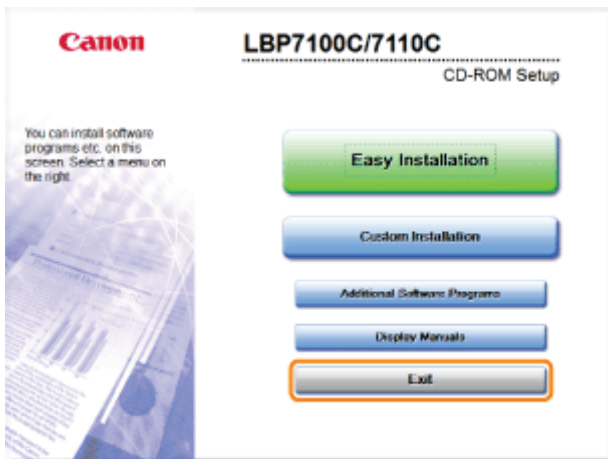 Canon
LBP7100C/7110C
CD-ROM Setup
You can install software
programs etc. on this
screen. Select a menu on
the right.
Easy Installation
Custom Installation
Additional Software Programs
Display Manuals
Exit